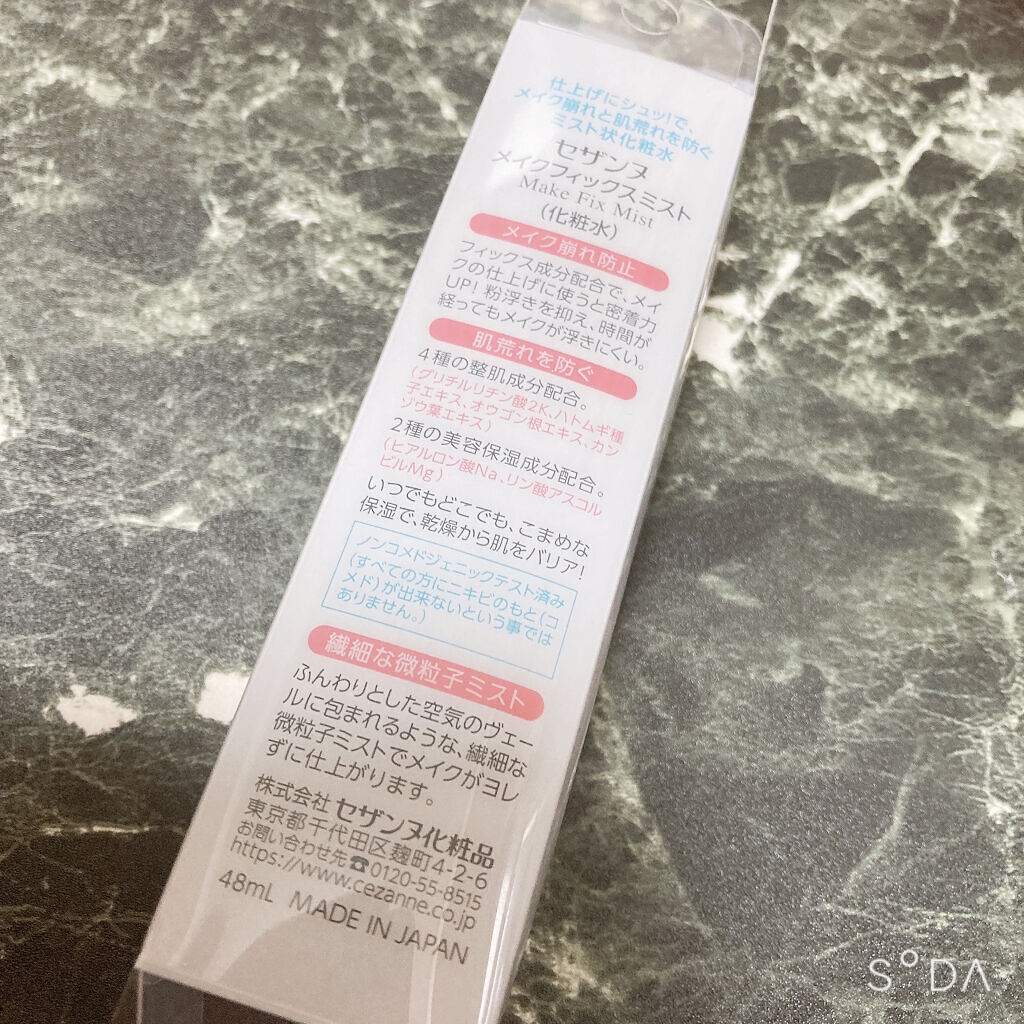 仕上げにシュッ!で、
メイク崩れと肌荒れを防ぐ
ミスト状化粧水
セザンヌ
メイクフィックスミスト
Make Fix Mist
(化粧水)
メイク崩れ防止
フィックス成分配合で、メイ
クの仕上げに使うと密着力
UP! 粉浮きを抑え、時間が
経ってもメイクが浮きにくい。
肌荒れを防ぐ
4種の整肌成分配合。
(グリチルリチン酸2K、ハトムギ種
子エキス、オウゴン根エキス、カン
ゾウ葉エキス)
2種の美容保湿成分配合。
(ヒアルロン酸Na、リン酸アスコル
ビルMg)
いつでもどこでも、こまめな
保湿で、乾燥から肌をバリア!
ノンコメドジェニックテスト済み
(すべての方にニキビのもと(コ
メド)が出来ないという事では
ありません。)
繊細な微粒子ミスト
ふんわりとした空気のヴェー
ルに包まれるような、繊細な
微粒子ミストでメイクがヨレ
ずに仕上がります。
株式会社 セザンヌ化粧品
東京都千代田区麹町4-2-6
お問い合わせ先☎0120-55-8515
https://www.cezanne.co.jp
48mL MADE IN JAPAN
SODA